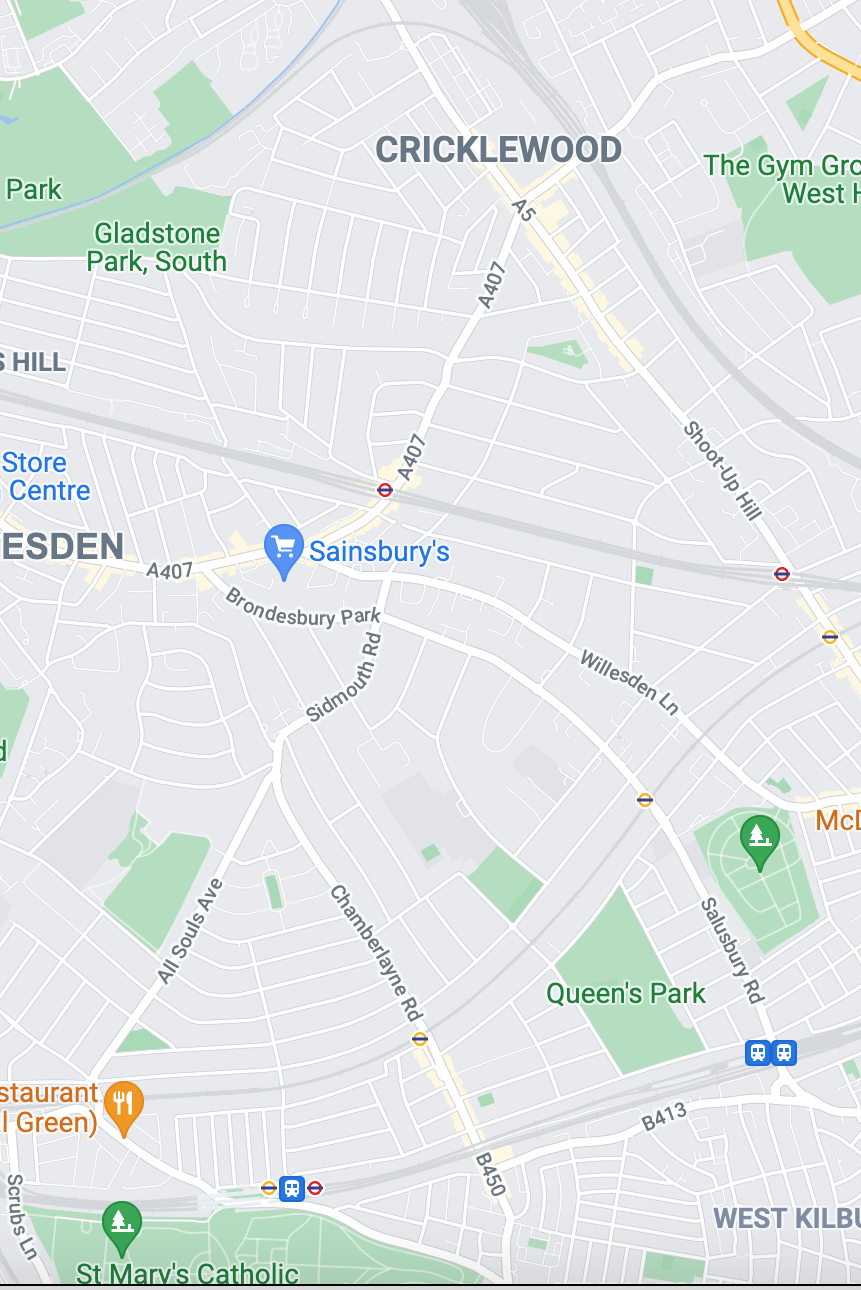 CRICKLEWOOD
The Gym Gro
West H
Park
A5
Gladstone
Park, South
A407
S HILL
Shoot-Up Hill
A407
Store
Centre
ESDEN
Sainsbury's
A407
Brondesbury Park
Sidmouth Rd
Willesden Ln
d
McD
All Souls Ave
Chamberlayne Rd
Salusbury Rd
Queen's Park
staurant
l Green)
B413
B450
Scrubs Ln
WEST KILBU
St Mary's Catholic